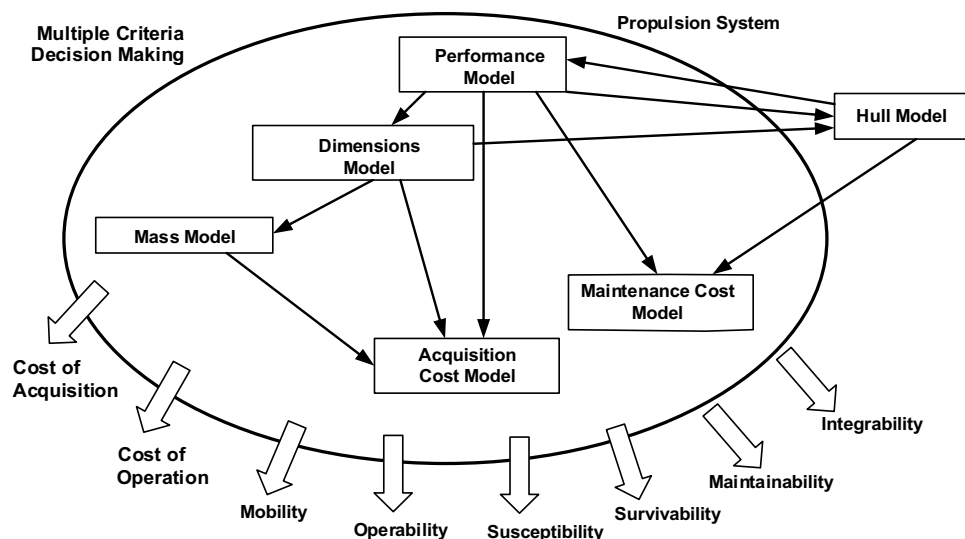 Multiple Criteria
Decision Making
Propulsion System
Performance
Model
Hull Model
Dimensions
Model
Mass Model
Maintenance Cost
Model
Acquisition
Cost Model
Cost of
Acquisition
Cost of
Operation
Mobility
Operability
Susceptibility
Survivability
Maintainability
Integrability